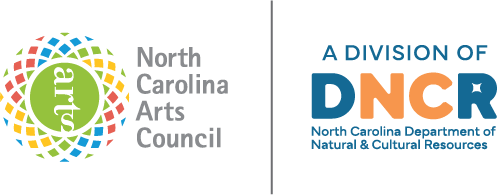 arts
North
Carolina
Arts
Council
A DIVISION OF
DNCR
North Carolina Department of
Natural & Cultural Resources